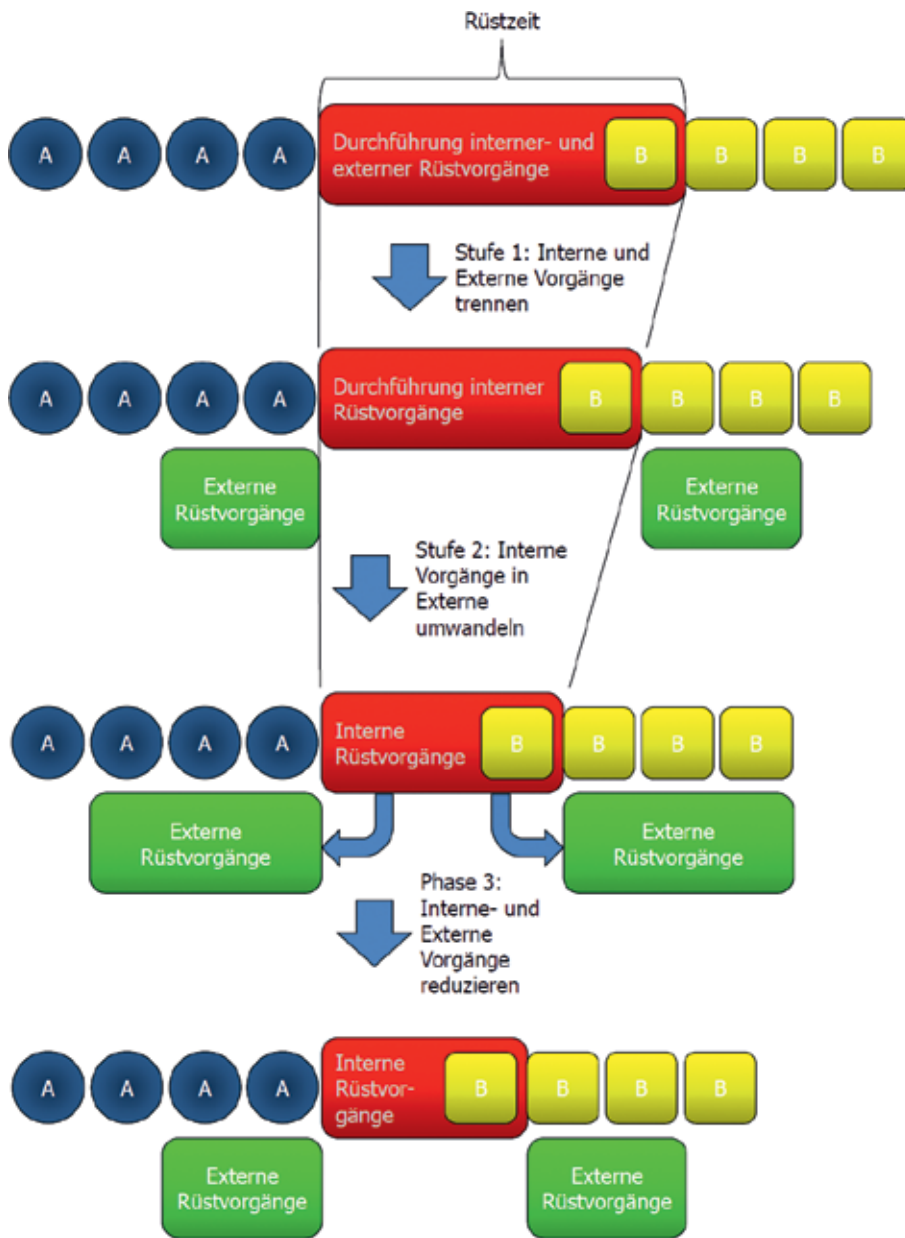 Rüstzeit
A A A A Durchführung interner- und
externer Rüstvorgänge B B B B
Stufe 1: Interne und
Externe Vorgänge
trennen
A A A A Durchführung interner
Rüstvorgänge B B B B
Externe
Rüstvorgänge
Externe
Rüstvorgänge
Stufe 2: Interne
Vorgänge in
Externe
umwandeln
A A A A Interne
Rüstvorgänge B B B B
Externe
Rüstvorgänge
Externe
Rüstvorgänge
Phase 3:
Interne- und
Externe
Vorgänge
reduzieren
A A A A Interne
Rüstvor-
gänge B B B B
Externe
Rüstvorgänge
Externe
Rüstvorgänge